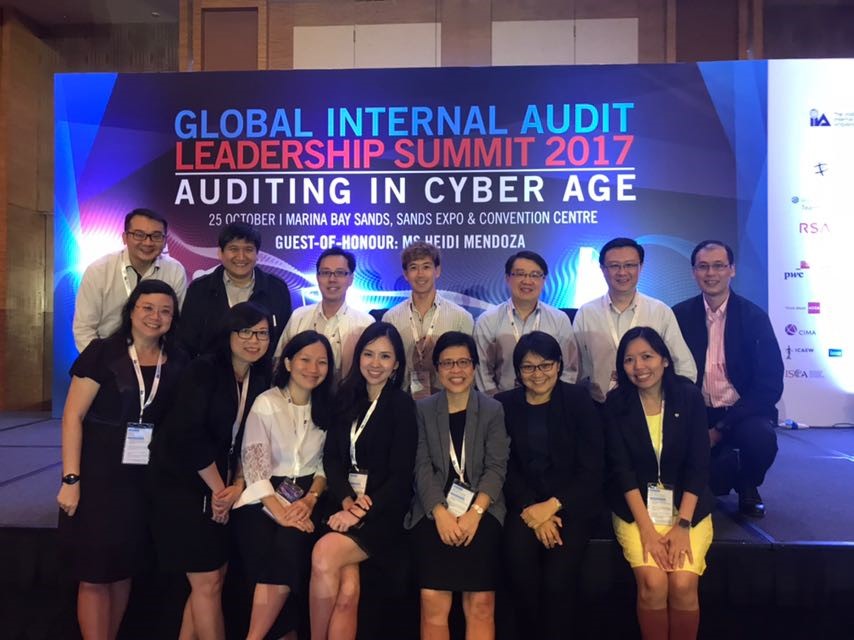 GLOBAL INTERNAL AUDIT
LEADERSHIP SUMMIT 2017
AUDITING IN CYBER AGE
25 OCTOBER I MARINA BAY SANDS, SANDS EXPO & CONVENTION CENTRE
GUEST-OF-HONOUR: MS HEIDI MENDOZA
IIA
RSA
pwc
CIMA
ICAEW
ISCA